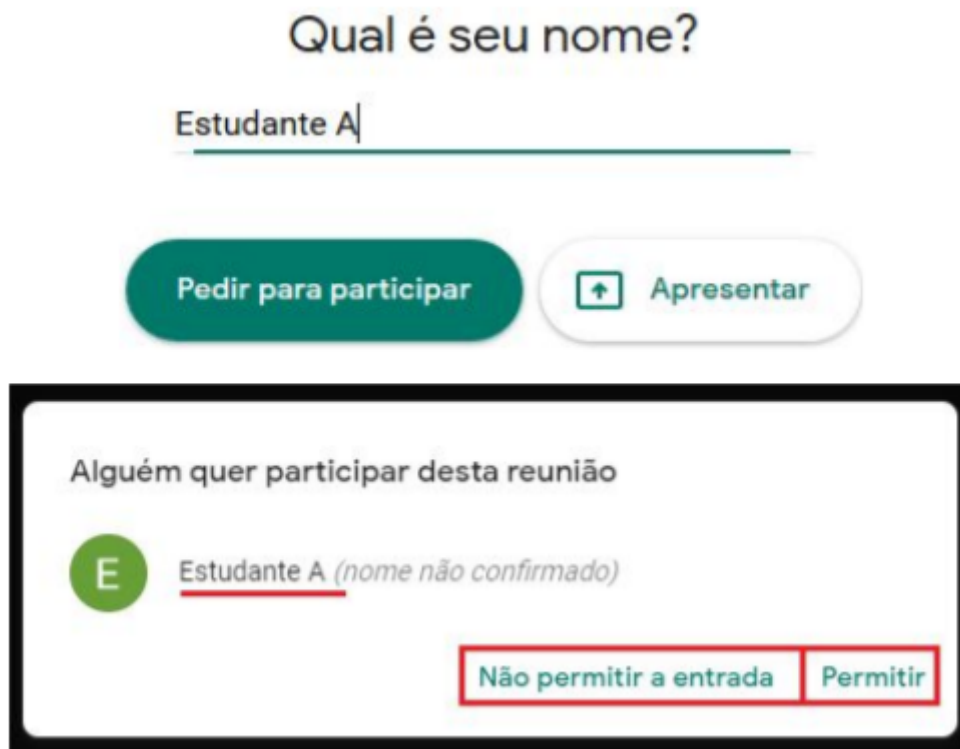 Qual é seu nome?
Estudante A
Pedir para participar
Apresentar
Alguém quer participar desta reunião
E
Estudante A (nome não confirmado)
Não permitir a entrada
Permitir